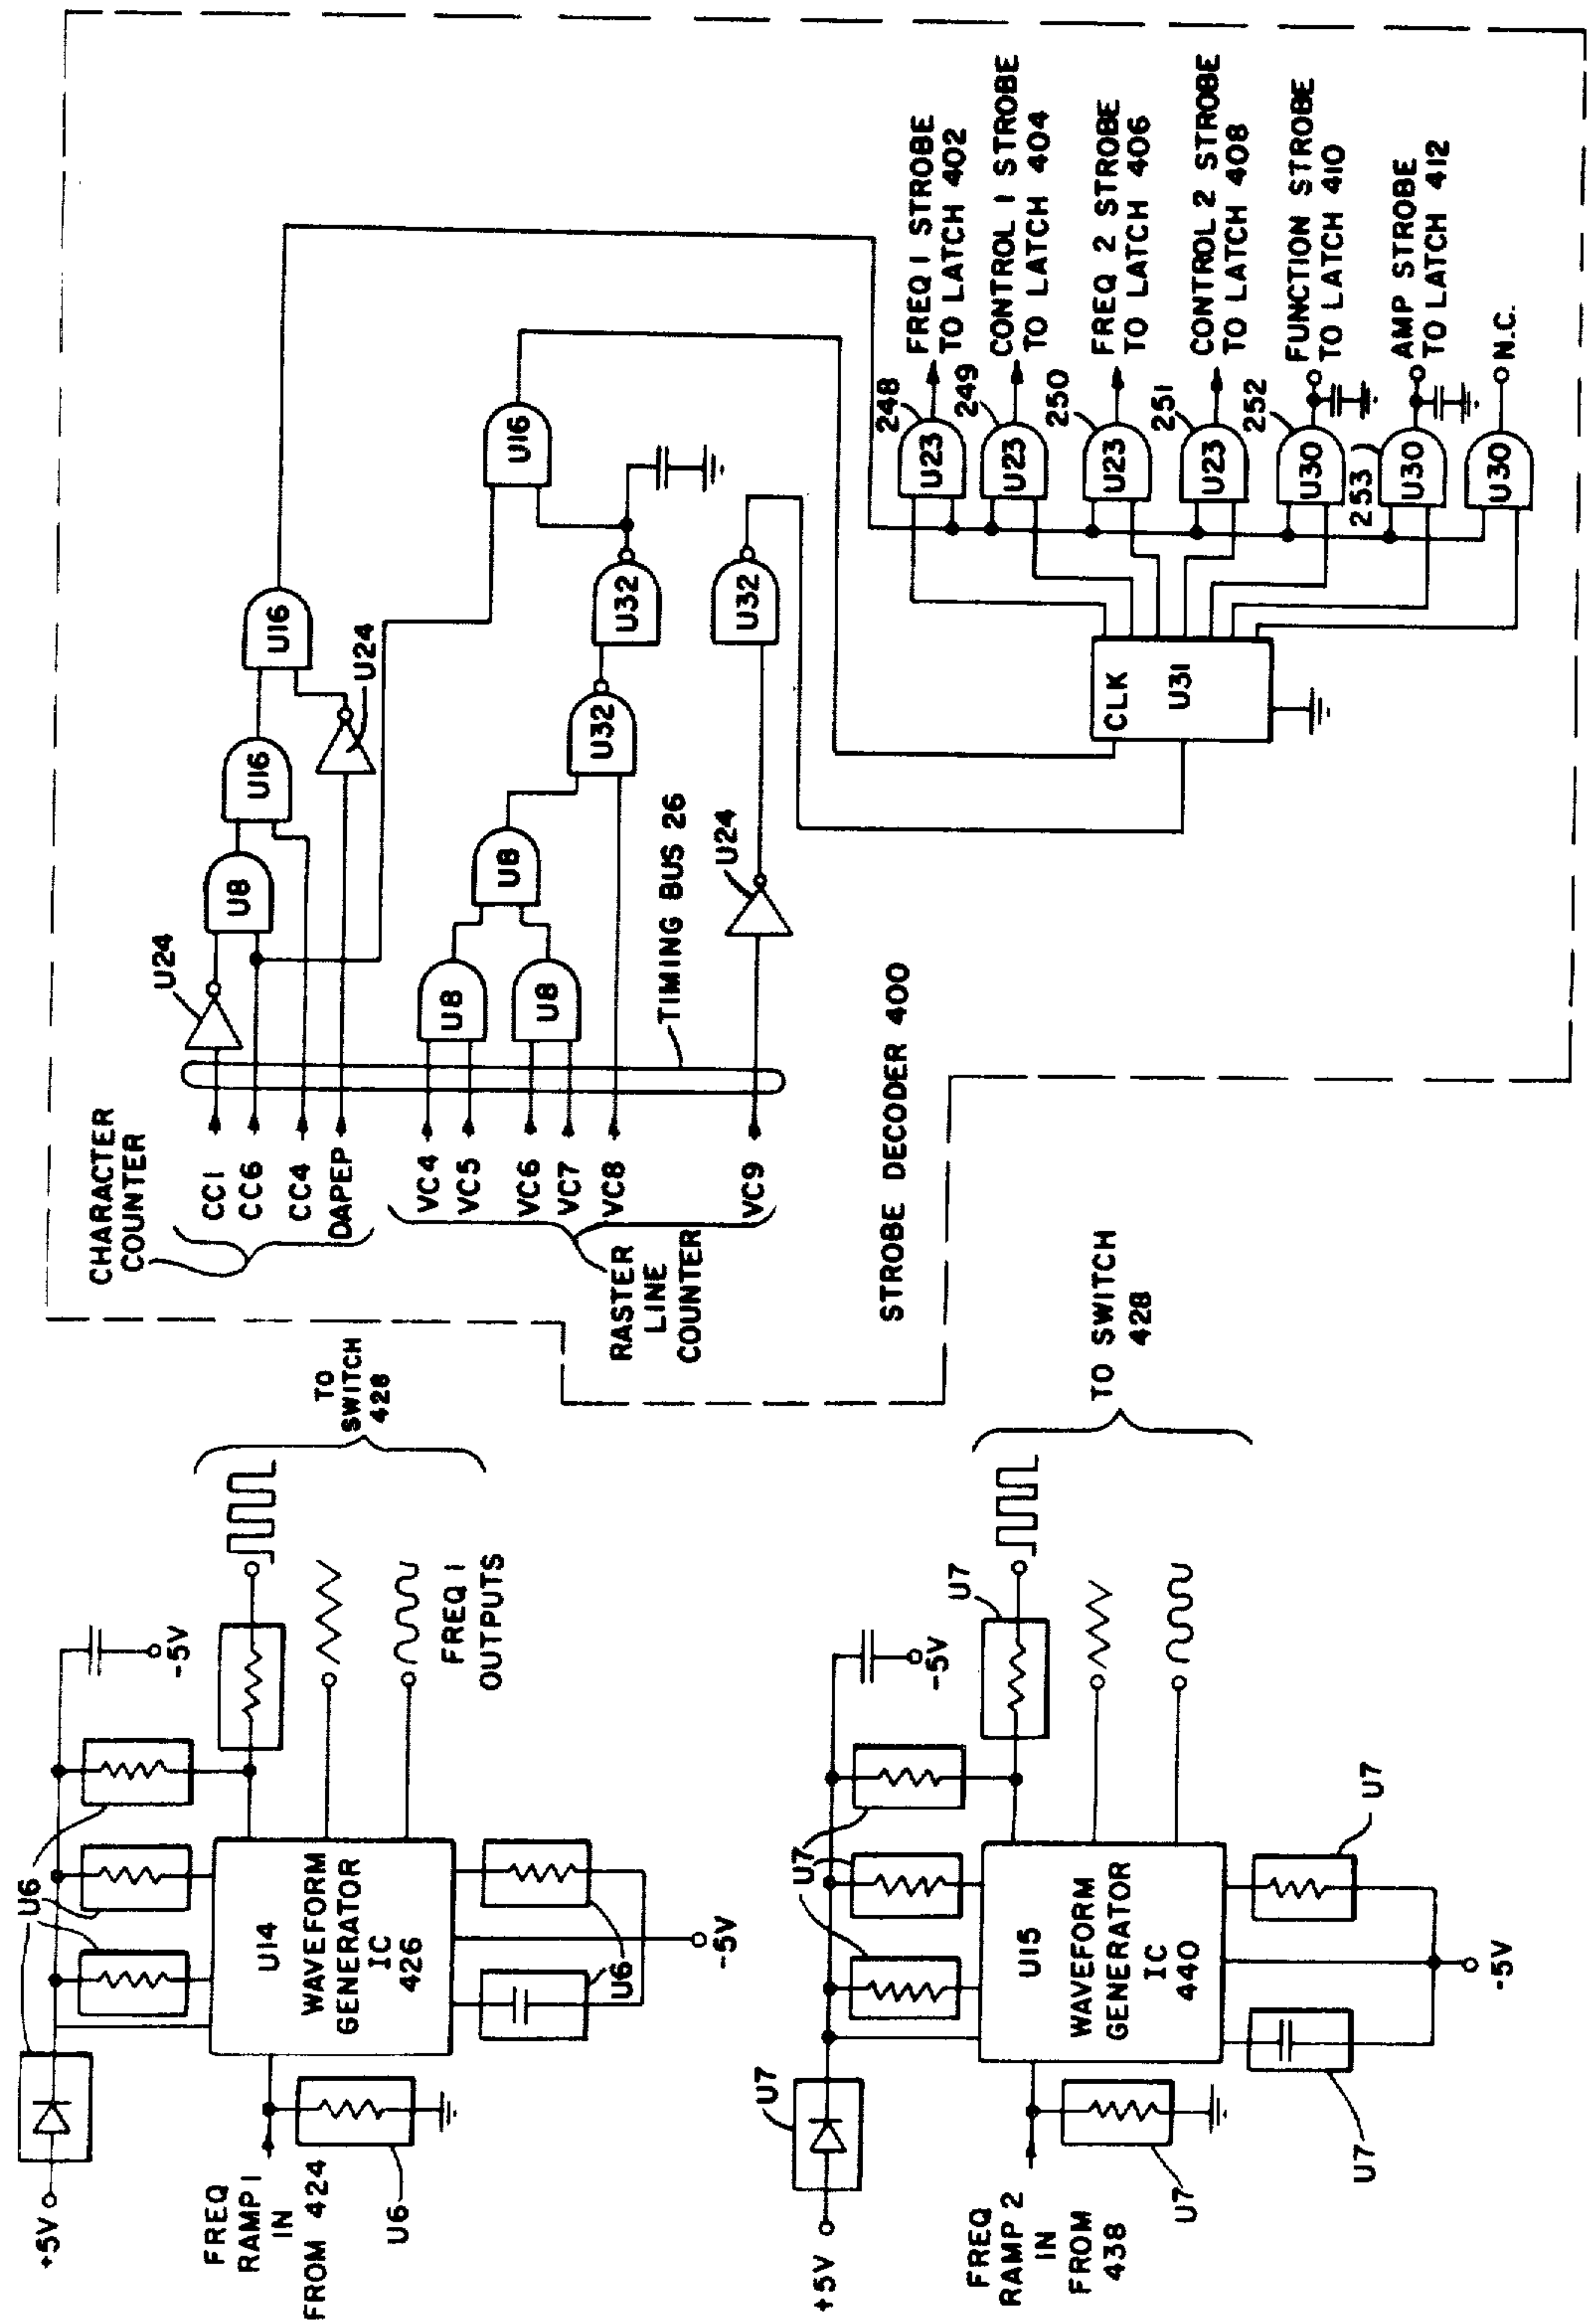 CHARACTER
COUNTER
CC1
CC6
CC4
DAPEP
U24
U8
U16
U16
U24
VC4
VC5
VC6
VC7
VC8
VC9
RASTER
LINE
COUNTER
U8
U8
U8
U32
U32
U16
TIMING BUS 26
U24
U32
CLK
U31
STROBE DECODER 400
248
U23
FREQ 1 STROBE
TO LATCH 402
249
U23
CONTROL 1 STROBE
TO LATCH 404
250
U23
FREQ 2 STROBE
TO LATCH 406
251
U23
CONTROL 2 STROBE
TO LATCH 408
252
U30
FUNCTION STROBE
TO LATCH 410
253
U30
AMP STROBE
TO LATCH 412
U30
N.C.
+5V
U6
-5V
U14
WAVEFORM
GENERATOR
IC
426
FREQ
RAMP 1
IN
FROM 424
U6
U6
-5V
FREQ 1
OUTPUTS
TO
SWITCH
428
+5V
U7
U7
-5V
U7
U15
WAVEFORM
GENERATOR
IC
440
FREQ
RAMP 2
IN
FROM
438
U7
U7
U7
-5V
TO SWITCH
428